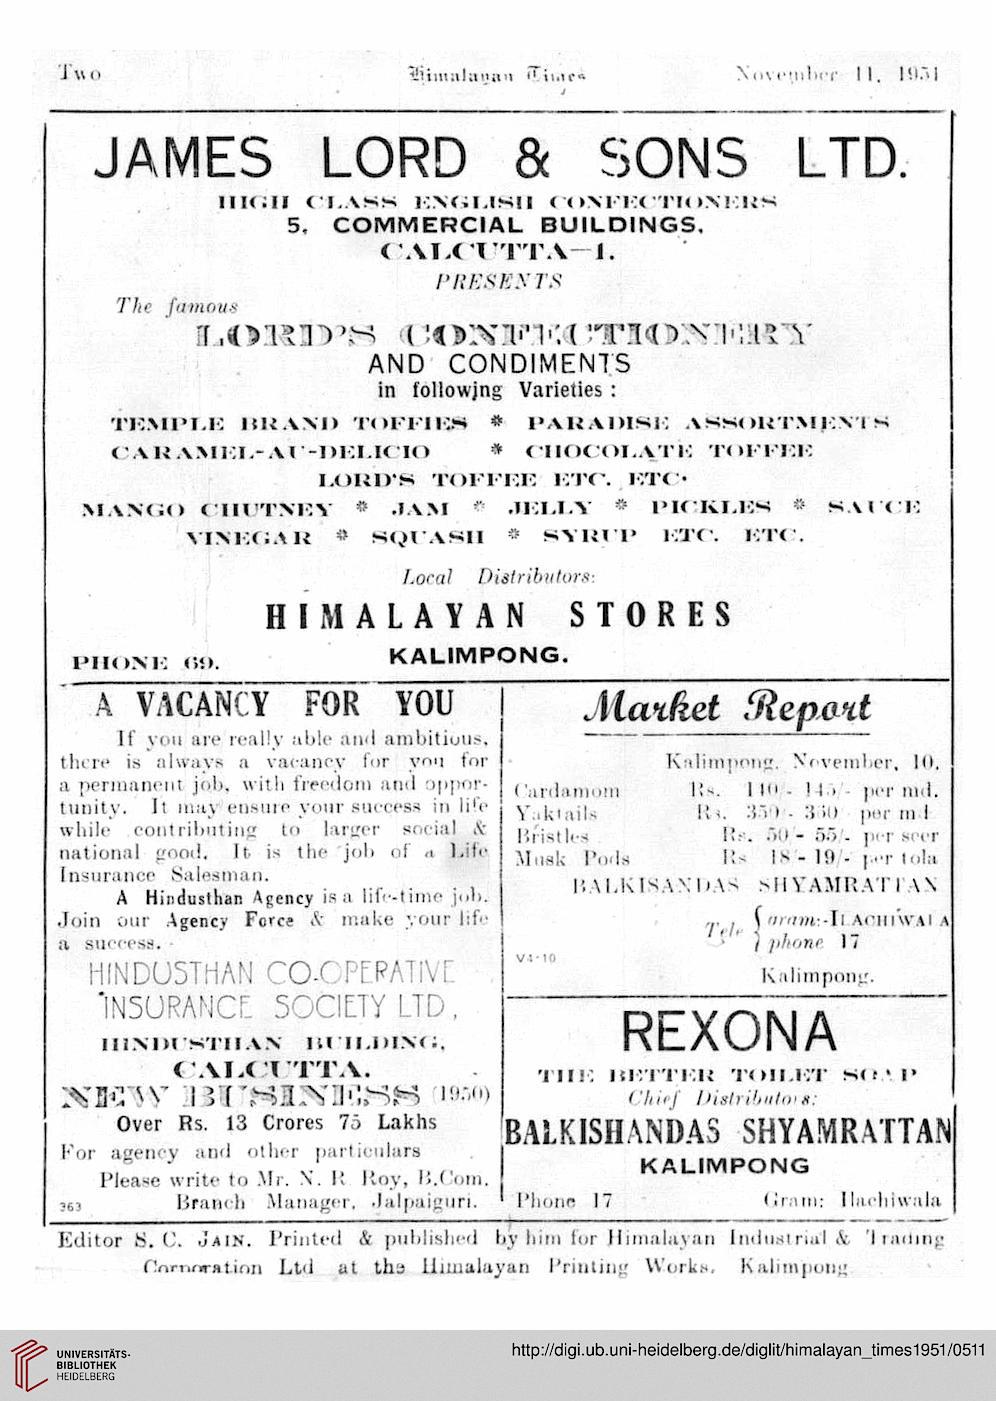 Two Himalayan Times November 11, 1951
JAMES LORD & SONS LTD.
HIGH CLASS ENGLISH CONFECTIONERS
5, COMMERCIAL BUILDINGS,
CALCUTTA—1.
PRESENTS
The famous
LORD'S CONFECTIONERY
AND CONDIMENTS
in following Varieties :
TEMPLE BRAND TOFFIES * PARADISE ASSORTMENTS
CARAMEL-AU-DELICIO * CHOCOLATE TOFFEE
LORD'S TOFFEE ETC. ETC.
MANGO CHUTNEY * JAM * JELLY * PICKLES * SAUCE
VINEGAR * SQUASH * SYRUP ETC. ETC.
Local Distributors:
HIMALAYAN STORES
PHONE 69. KALIMPONG.
A VACANCY FOR YOU
If you are really able and ambitious,
there is always a vacancy for you for
a permanent job, with freedom and oppor-
tunity. It may ensure your success in life
while contributing to larger social &
national good. It is the job of a Life
Insurance Salesman.
A Hindusthan Agency is a life-time job.
Join our Agency Force & make your life
a success.
HINDUSTHAN CO-OPERATIVE
INSURANCE SOCIETY LTD,
HINDUSTHAN BUILDING,
CALCUTTA.
NEW BUSINESS (1950)
Over Rs. 13 Crores 75 Lakhs
For agency and other particulars
Please write to Mr. N. R. Roy, B.Com.
363 Branch Manager, Jalpaiguri.
Market Report
Kalimpong, November, 10.
Cardamom Rs. 140/- 145/- per md.
Yaktails Rs. 350/- 360/- per md
Bristles Rs. 50/- 55/- per seer
Musk Pods Rs 18/- 19/- per tola
BALKISANDAS SHYAMRATTAN
Tele { gram:-ILACHIWALA
phone 17
V4-10
Kalimpong.
REXONA
THE BETTER TOILET SOAP
Chief Distributors:
BALKISHANDAS SHYAMRATTAN
KALIMPONG
Phone 17 Gram: Ilachiwala
Editor S. C. JAIN. Printed & published by him for Himalayan Industrial & Trading
Corporation Ltd at the Himalayan Printing Works, Kalimpong
UNIVERSITÄTS-
BIBLIOTHEK
HEIDELBERG
http://digi.ub.uni-heidelberg.de/diglit/himalayan_times1951/0511